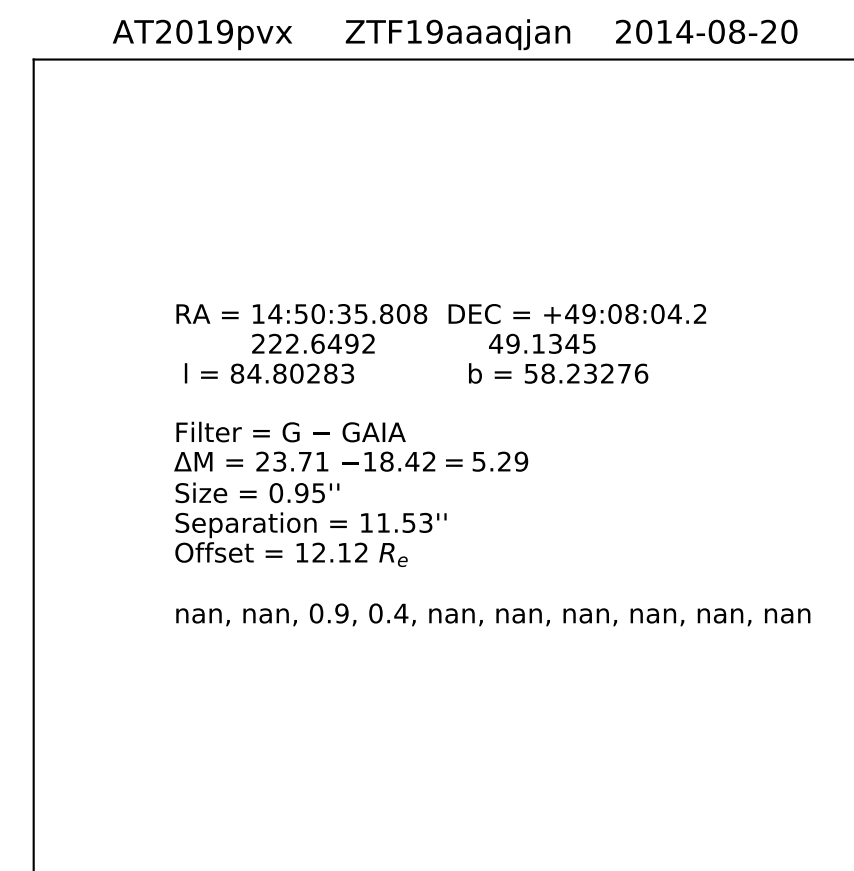 AT2019pvx ZTF19aaaqjan 2014-08-20
RA = 14:50:35.808 DEC = +49:08:04.2
222.6492 49.1345
l = 84.80283 b = 58.23276
Filter = G − GAIA
ΔM = 23.71 −18.42 = 5.29
Size = 0.95''
Separation = 11.53''
Offset = 12.12 Rₑ
nan, nan, 0.9, 0.4, nan, nan, nan, nan, nan, nan